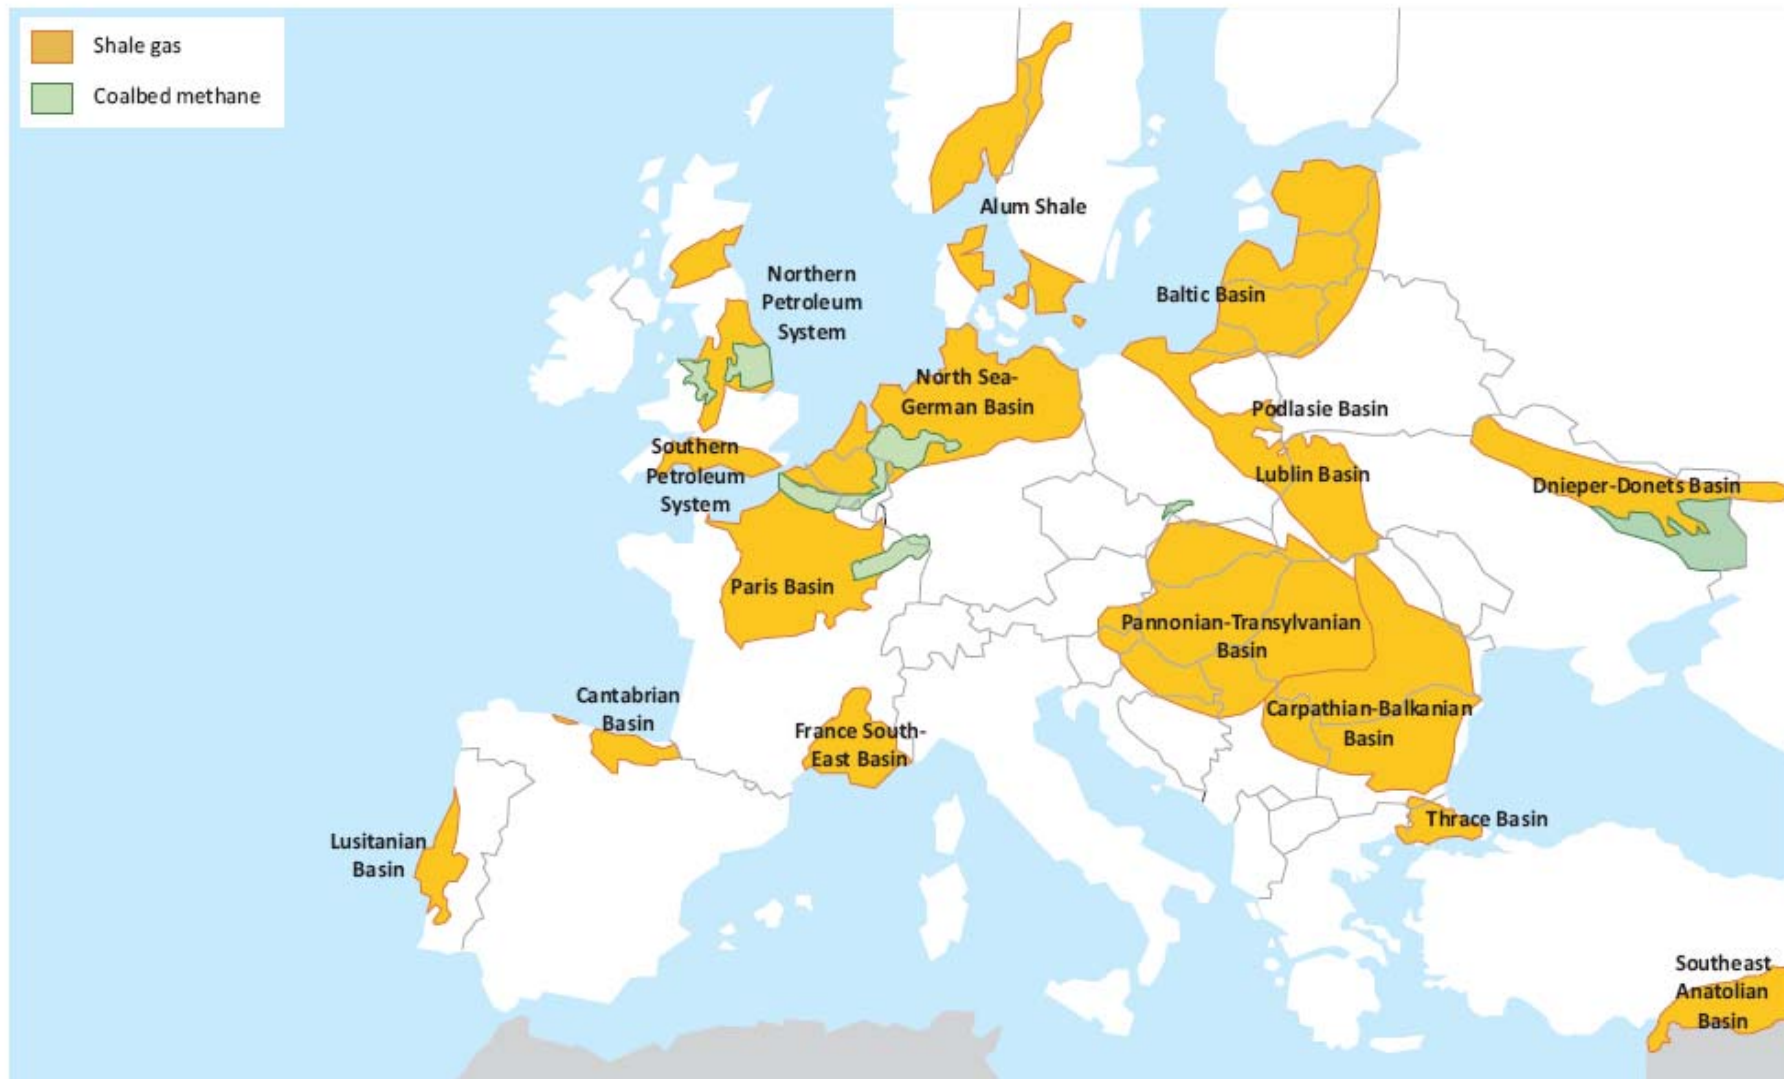 Shale gas
Coalbed methane
Alum Shale
Northern
Petroleum
System
Baltic Basin
North Sea-
German Basin
Podlasie Basin
Southern
Petroleum
System
Lublin Basin
Dnieper-Donets Basin
Paris Basin
Pannonian-Transylvanian
Basin
Cantabrian
Basin
France South-
East Basin
Carpathian-Balkanian
Basin
Thrace Basin
Lusitanian
Basin
Southeast
Anatolian
Basin